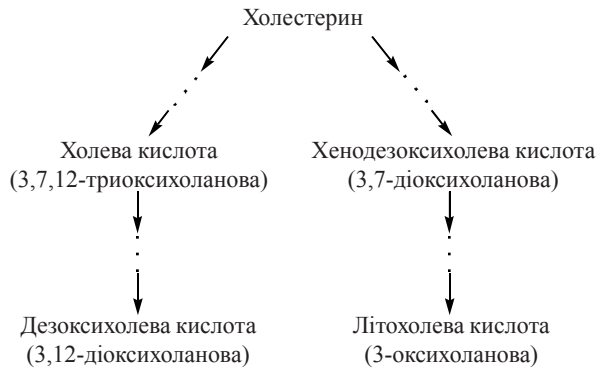 Холестерин
Холева кислота
(3,7,12-триоксихоланова)
Хенодезоксихолева кислота
(3,7-діоксихоланова)
Дезоксихолева кислота
(3,12-діоксихоланова)
Літохолева кислота
(3-оксихоланова)